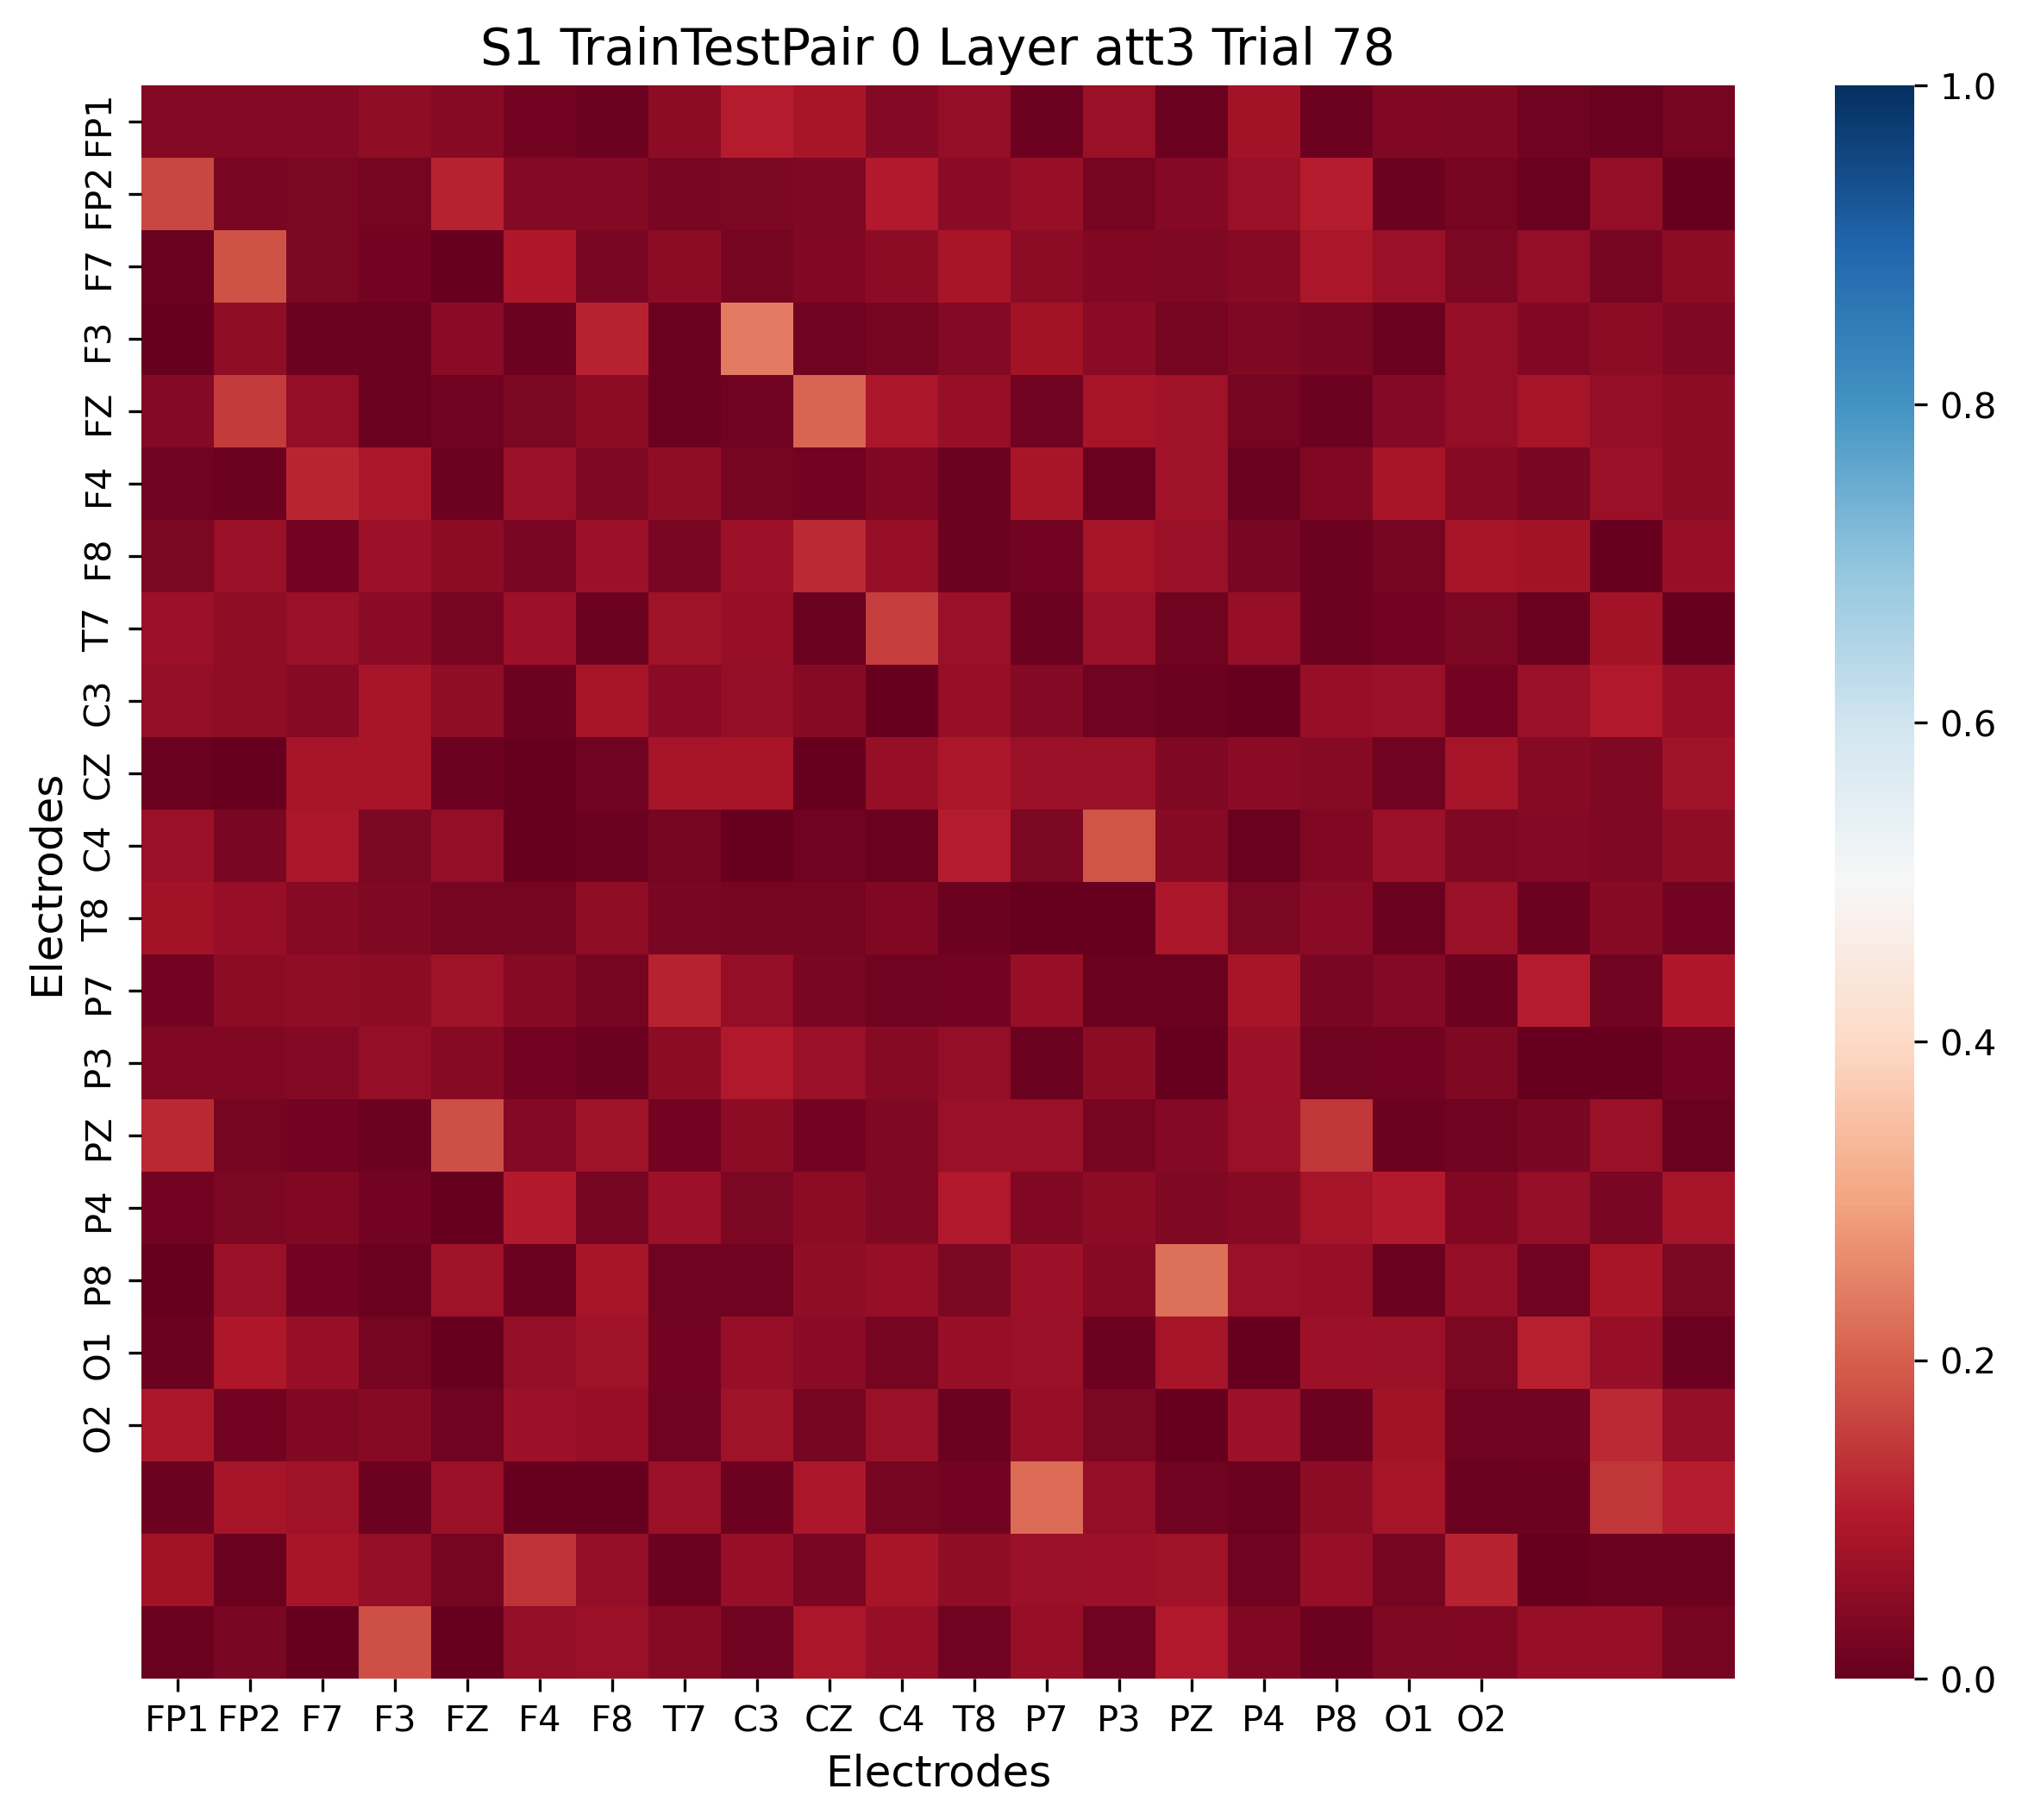 S1 TrainTestPair 0 Layer att3 Trial 78
Electrodes
FP1
FP2
F7
F3
FZ
F4
F8
T7
C3
CZ
C4
T8
P7
P3
PZ
P4
P8
O1
O2
FP1 FP2 F7 F3 FZ F4 F8 T7 C3 CZ C4 T8 P7 P3 PZ P4 P8 O1 O2
Electrodes
1.0
0.8
0.6
0.4
0.2
0.0